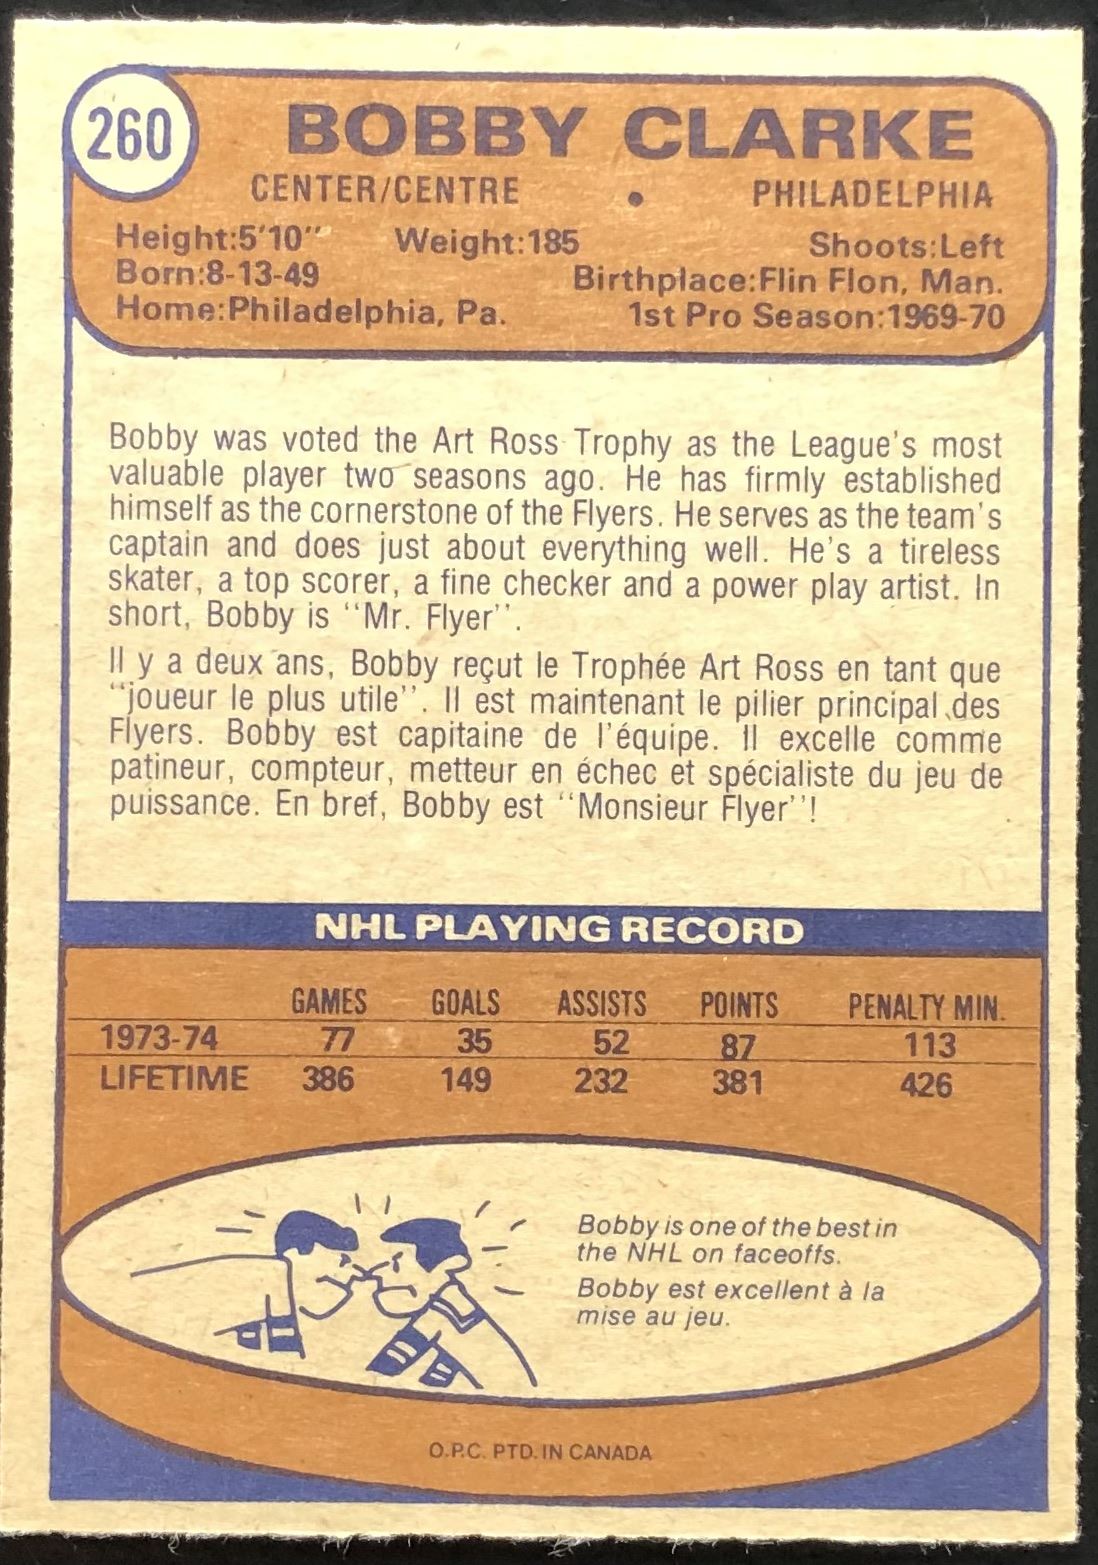 260
BOBBY CLARKE
CENTER/CENTRE • PHILADELPHIA
Height:5'10'' Weight:185 Shoots:Left
Born:8-13-49 Birthplace:Flin Flon, Man.
Home:Philadelphia, Pa. 1st Pro Season:1969-70
Bobby was voted the Art Ross Trophy as the League's most
valuable player two seasons ago. He has firmly established
himself as the cornerstone of the Flyers. He serves as the team's
captain and does just about everything well. He's a tireless
skater, a top scorer, a fine checker and a power play artist. In
short, Bobby is ''Mr. Flyer''.
Il y a deux ans, Bobby reçut le Trophée Art Ross en tant que
''joueur le plus utile''. Il est maintenant le pilier principal des
Flyers. Bobby est capitaine de l'équipe. Il excelle comme
patineur, compteur, metteur en échec et spécialiste du jeu de
puissance. En bref, Bobby est ''Monsieur Flyer''!
NHL PLAYING RECORD
GAMES GOALS ASSISTS POINTS PENALTY MIN.
1973-74 77 35 52 87 113
LIFETIME 386 149 232 381 426
Bobby is one of the best in
the NHL on faceoffs.
Bobby est excellent à la
mise au jeu.
O.P.C. PTD. IN CANADA